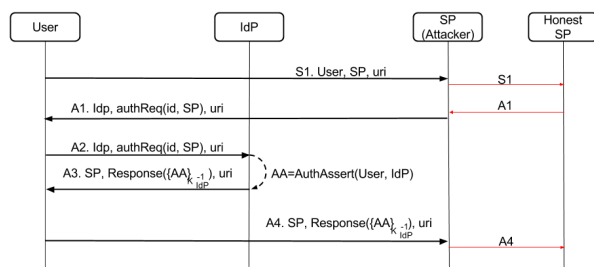 User
IdP
SP
(Attacker)
Honest
SP
S1. User, SP, uri
S1
A1. Idp, authReq(id, SP), uri
A1
A2. Idp, authReq(id, SP), uri
AA=AuthAssert(User, IdP)
A3. SP, Response({AA}K-1IdP), uri
A4. SP, Response({AA}K-1IdP), uri
A4